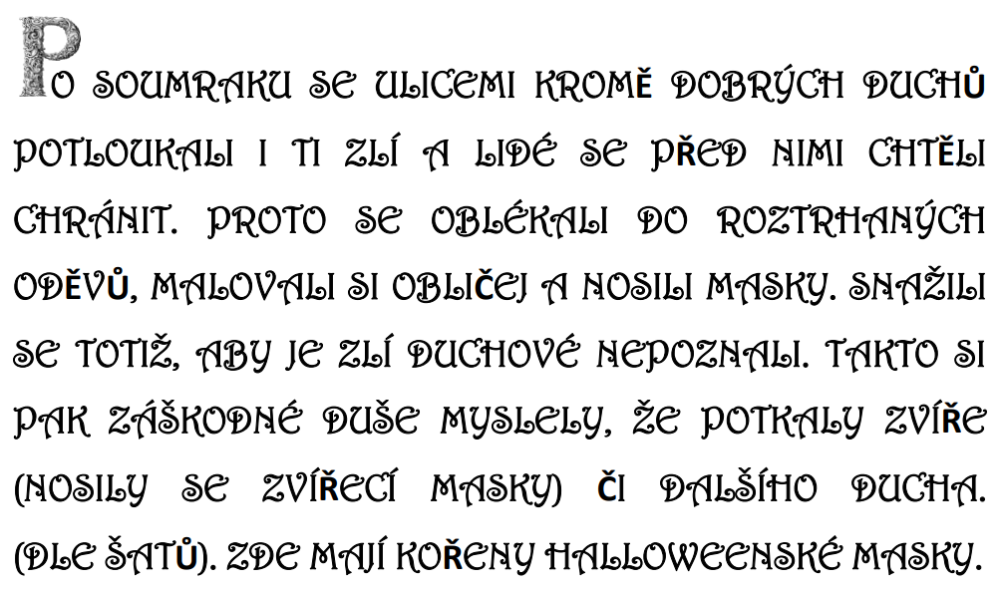 PO SOUMRAKU SE ULICEMI KROMĚ DOBRÝCH DUCHŮ
POTLOUKALI I TI ZLÍ A LIDÉ SE PŘED NIMI CHTĚLI
CHRÁNIT. PROTO SE OBLÉKALI DO ROZTRHANÝCH
ODĚVŮ, MALOVALI SI OBLIČEJ A NOSILI MASKY. SNAŽILI
SE TOTIŽ, ABY JE ZLÍ DUCHOVÉ NEPOZNALI. TAKTO SI
PAK ZÁŠKODNÉ DUŠE MYSLELY, ŽE POTKALY ZVÍŘE
(NOSILY SE ZVÍŘECÍ MASKY) ČI DALŠÍHO DUCHA.
(DLE ŠATŮ). ZDE MAJÍ KOŘENY HALLOWEENSKÉ MASKY.